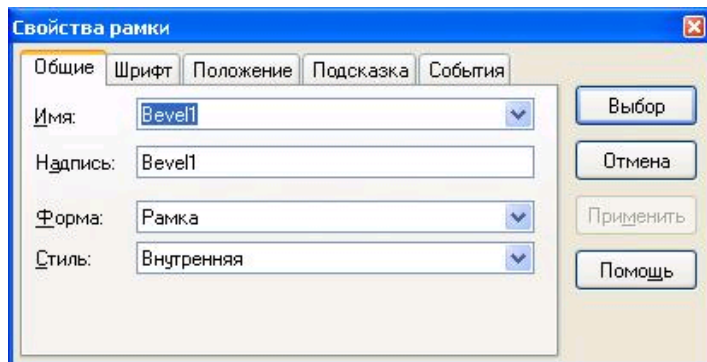 Свойства рамки
Общие Шрифт Положение Подсказка События
Имя: Bevel1
Надпись: Bevel1
Форма: Рамка
Стиль: Внутренняя
Выбор
Отмена
Применить
Помощь